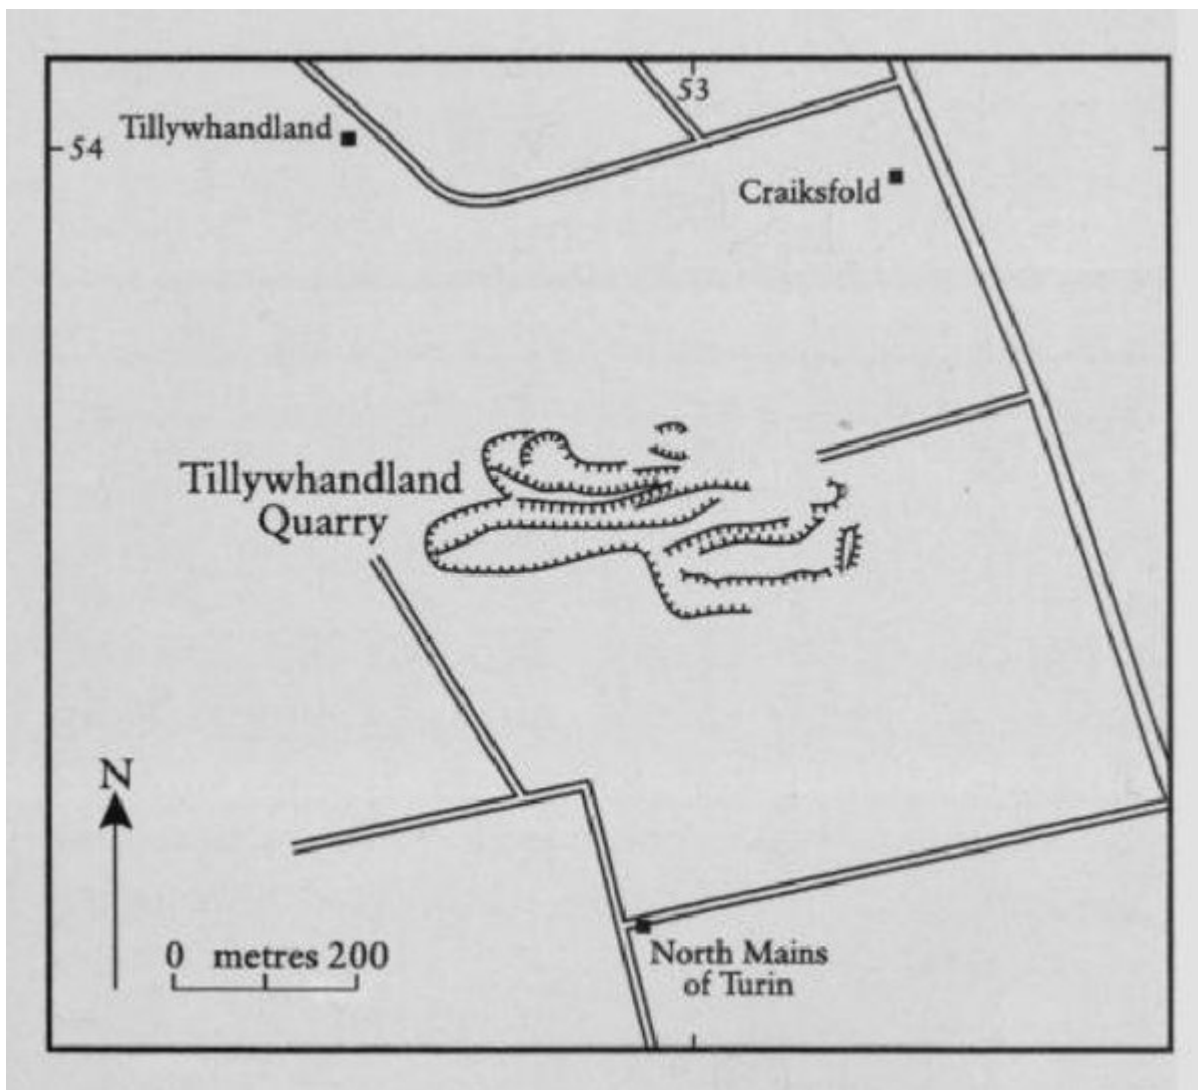 53
Tillywhandland
54
Craiksfold
Tillywhandland
Quarry
N
0 metres 200
North Mains
of Turin